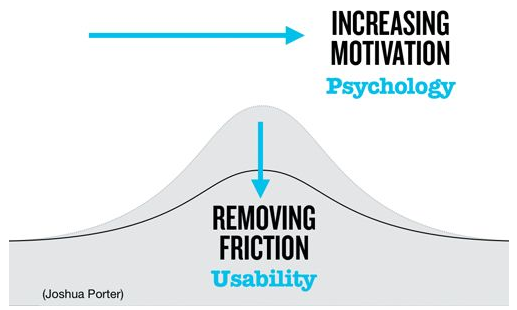 INCREASING
MOTIVATION
Psychology
REMOVING
FRICTION
Usability
(Joshua Porter)